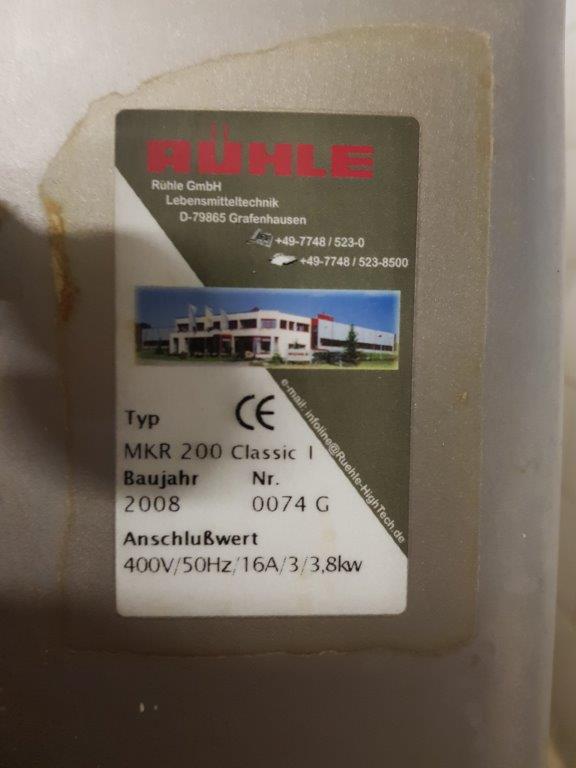 RÜHLE
Rühle GmbH
Lebensmitteltechnik
D-79865 Grafenhausen
+49-7748 / 523-0
+49-7748 / 523-8500
e-mail: infoline@Ruehle-HighTech.de
Typ CE
MKR 200 Classic I
Baujahr Nr.
2008 0074 G
Anschlußwert
400V/50Hz/16A/3/3,8kw